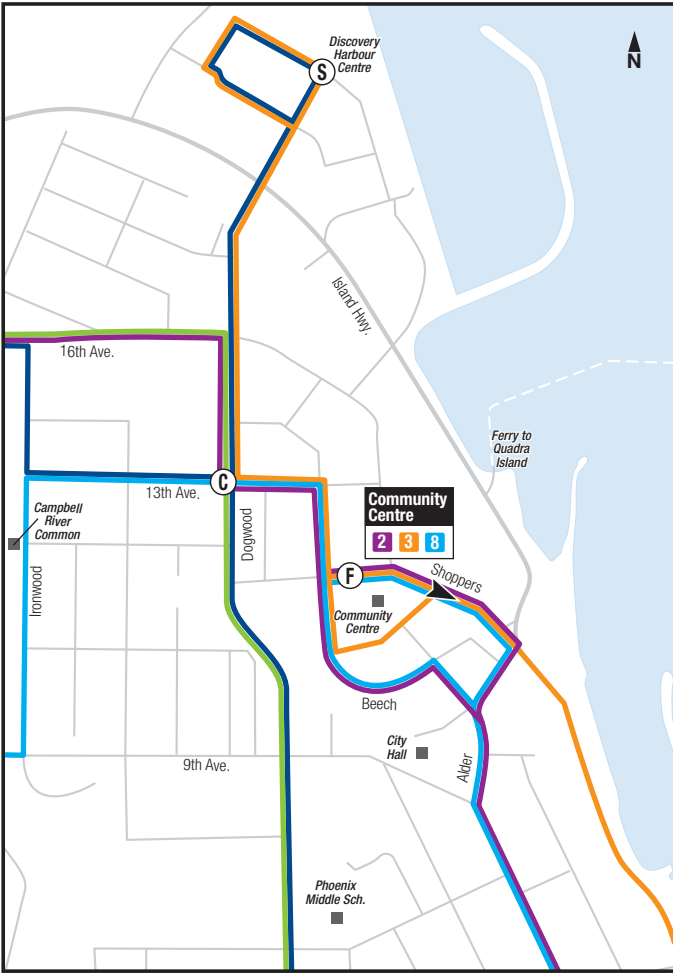 Discovery
Harbour
Centre
S
N
Island Hwy.
16th Ave.
Ferry to
Quadra
Island
C
13th Ave.
Campbell
River
Common
Dogwood
Community
Centre
2 3 8
F
Shoppers
Ironwood
Community
Centre
Beech
City
Hall
Alder
9th Ave.
Phoenix
Middle Sch.